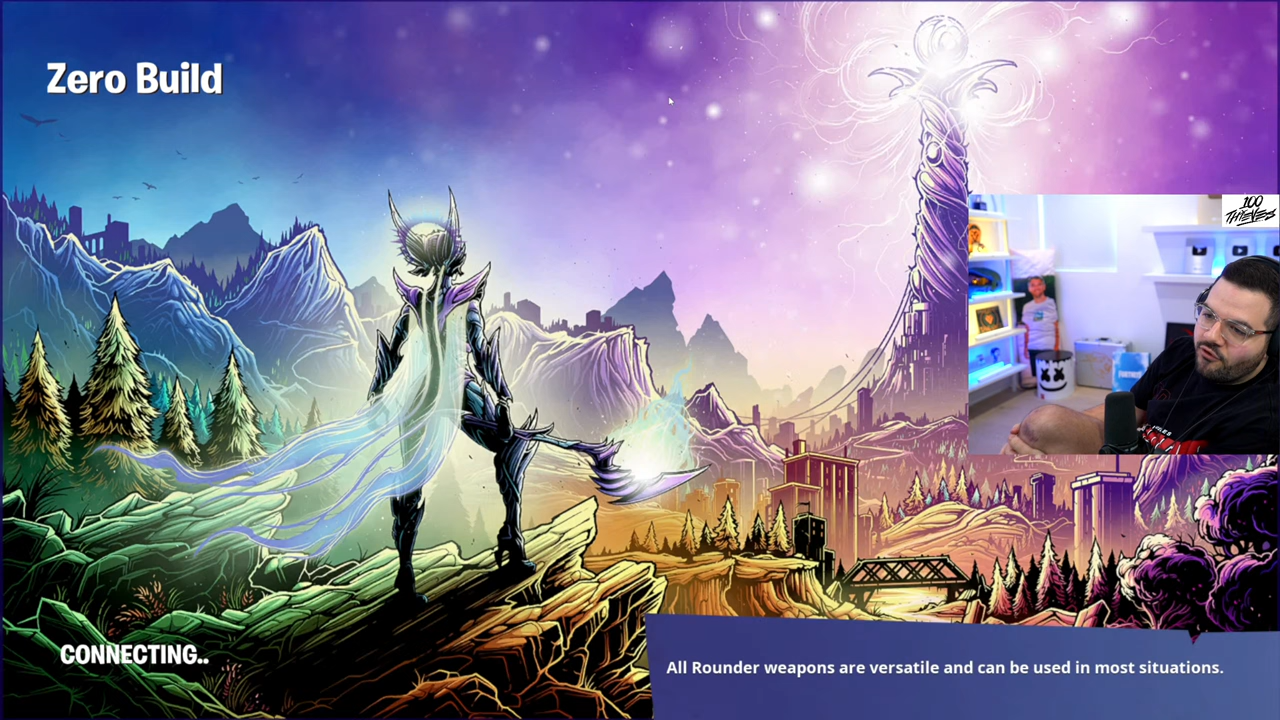 Zero Build
100
THIEVES
CONNECTING..
All Rounder weapons are versatile and can be used in most situations.